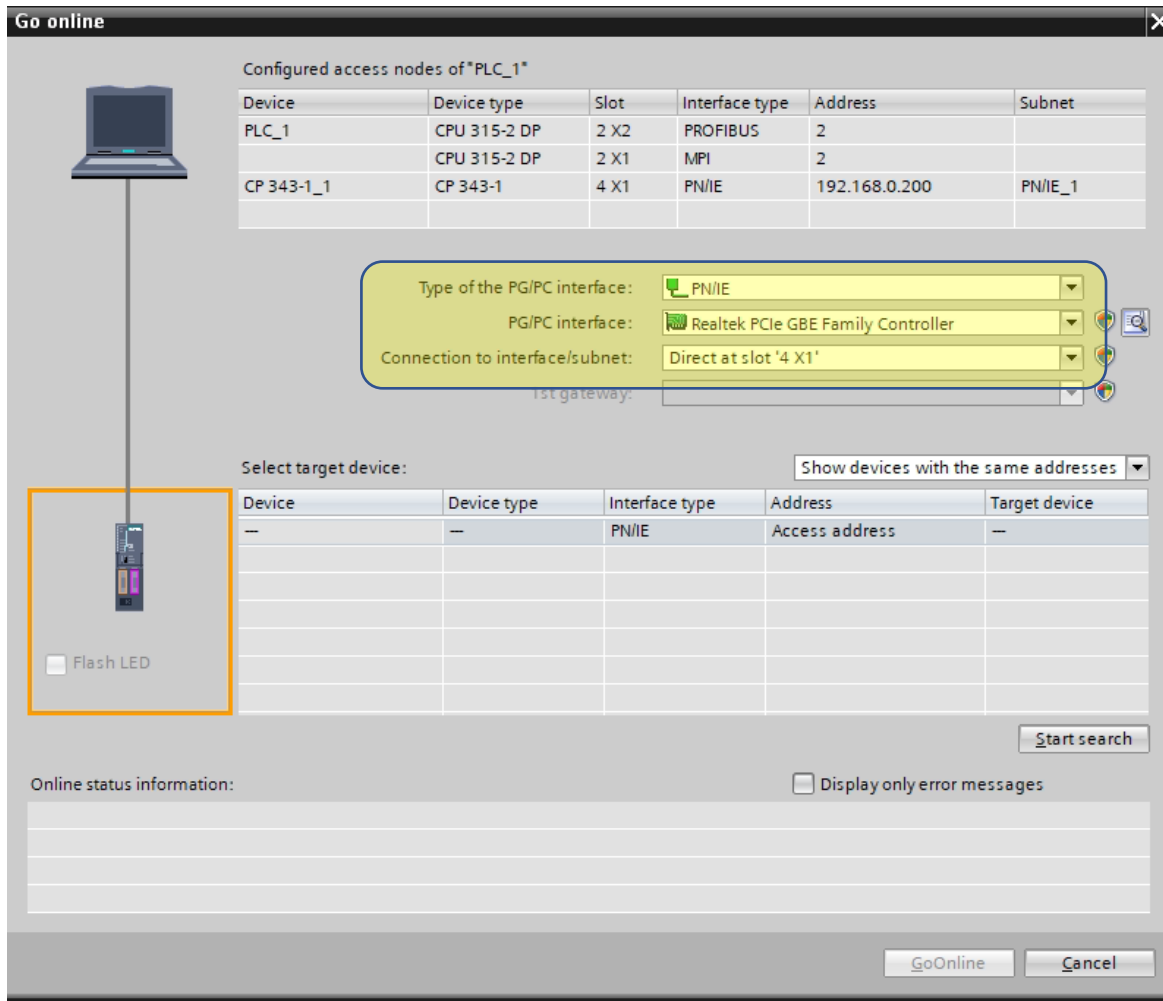 Go online
Configured access nodes of "PLC_1"
Device Device type Slot Interface type Address Subnet
PLC_1 CPU 315-2 DP 2 X2 PROFIBUS 2
CPU 315-2 DP 2 X1 MPI 2
CP 343-1_1 CP 343-1 4 X1 PN/IE 192.168.0.200 PN/IE_1
Type of the PG/PC interface: PN/IE
PG/PC interface: Realtek PCIe GBE Family Controller
Connection to interface/subnet: Direct at slot '4 X1'
1st gateway:
Select target device: Show devices with the same addresses
Device Device type Interface type Address Target device
— — PN/IE Access address —
Flash LED
Start search
Online status information: Display only error messages
GoOnline Cancel